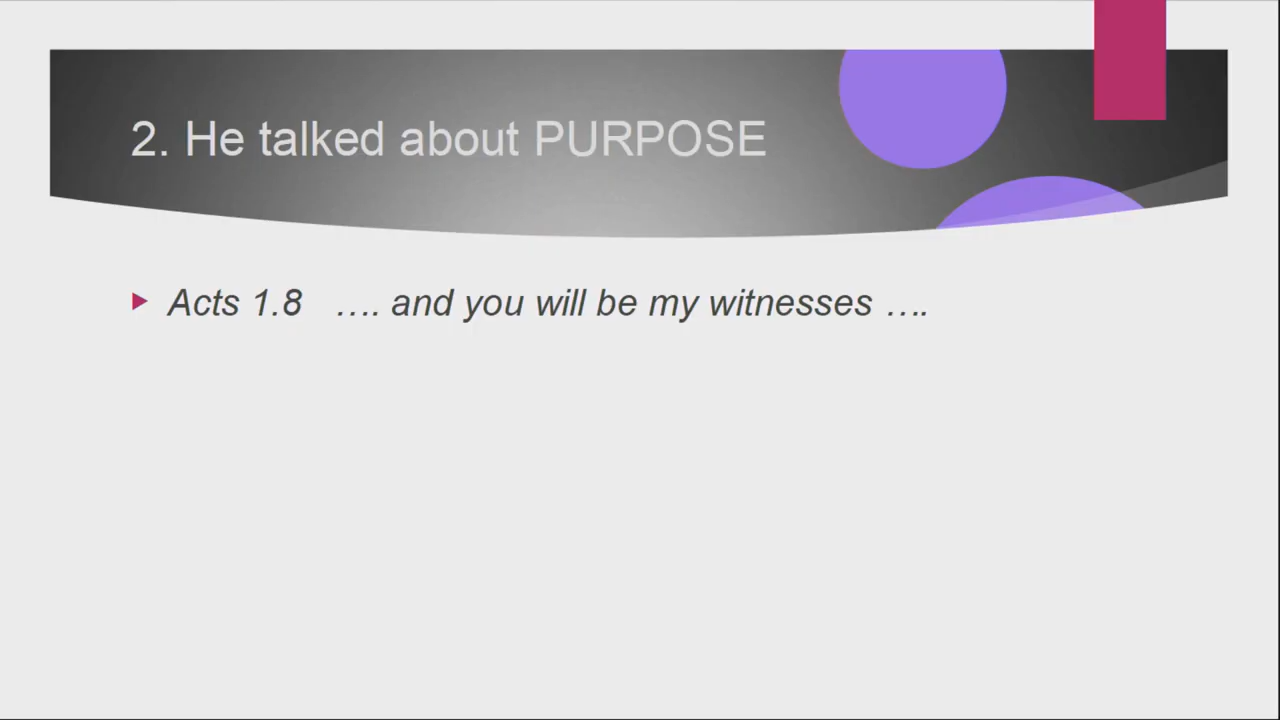 2. He talked about PURPOSE
Acts 1.8 …. and you will be my witnesses ….